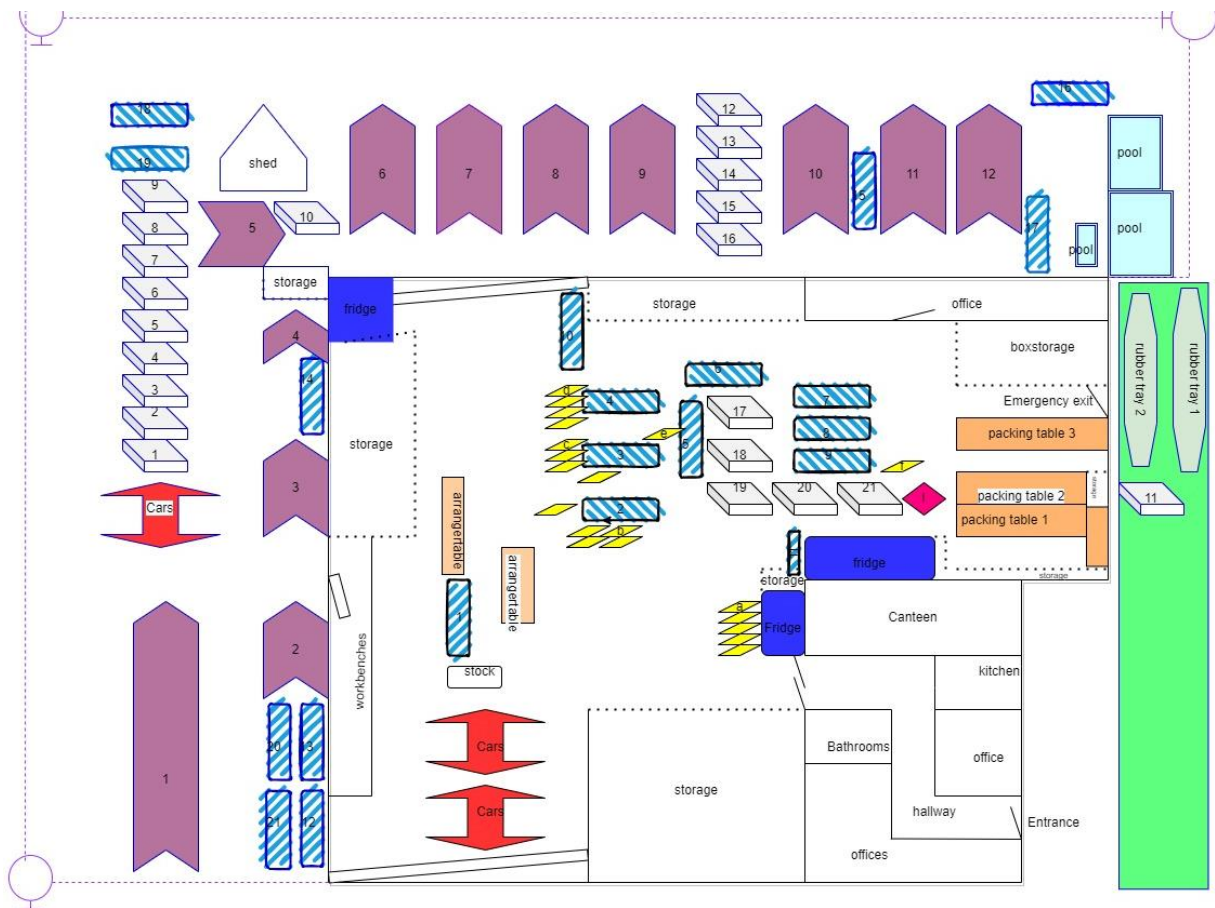 18
16
12
19
shed
6
7
8
9
13
14
15
16
10
15
11
12
pool
9
8
7
6
5
4
3
2
1
5
10
17
pool
pool
storage
fridge
storage
office
10
4
14
boxstorage
rubber tray 2
rubber tray 1
6
d
4
7
Emergency exit
17
e
5
8
packing table 3
storage
c
3
18
9
f
3
19
20
21
packing table 2
storage
11
Cars
arrangertable
2
packing table 1
b
arrangertable
fridge
storage
storage
1
a
Fridge
Canteen
2
workbenches
stock
kitchen
20
13
Cars
Bathrooms
office
1
storage
21
12
Cars
hallway
Entrance
offices